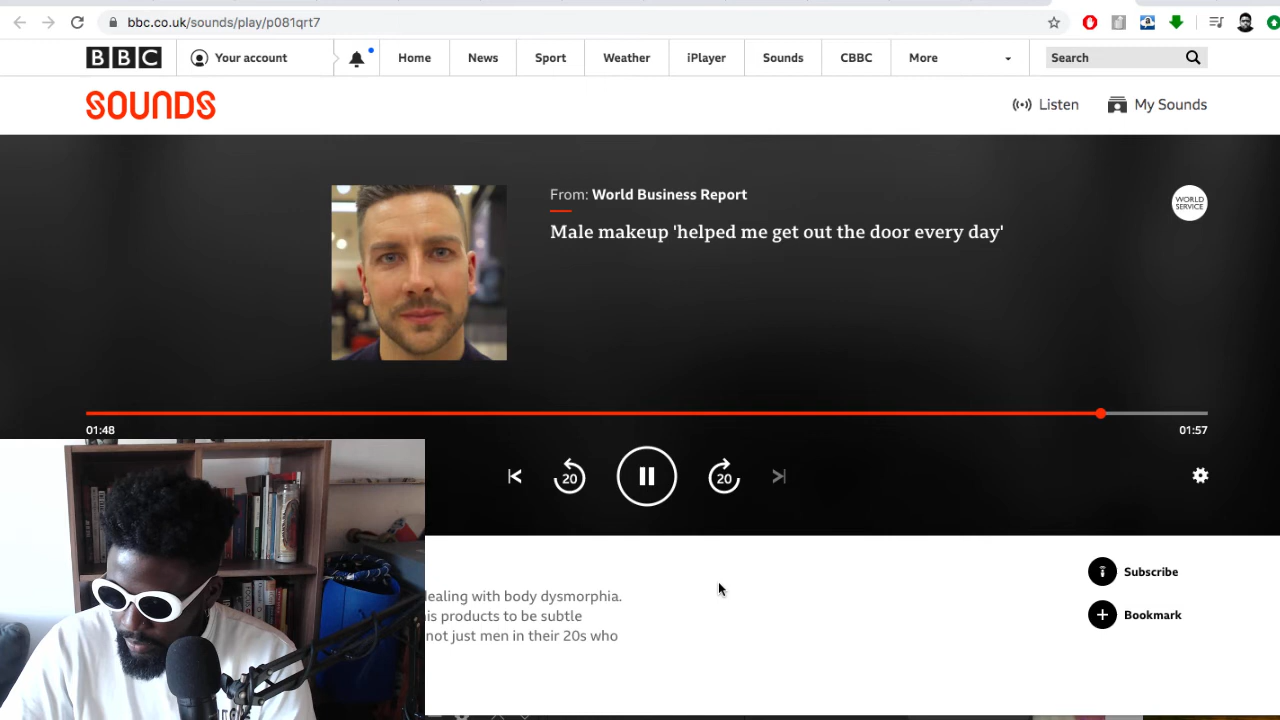 bbc.co.uk/sounds/play/p081qrt7
BBC
Your account
Home
News
Sport
Weather
iPlayer
Sounds
CBBC
More
Search
SOUNDS
Listen
My Sounds
From: World Business Report
WORLD
SERVICE
Male makeup 'helped me get out the door every day'
01:48
01:57
20
20
Subscribe
dealing with body dysmorphia.
his products to be subtle
Bookmark
not just men in their 20s who